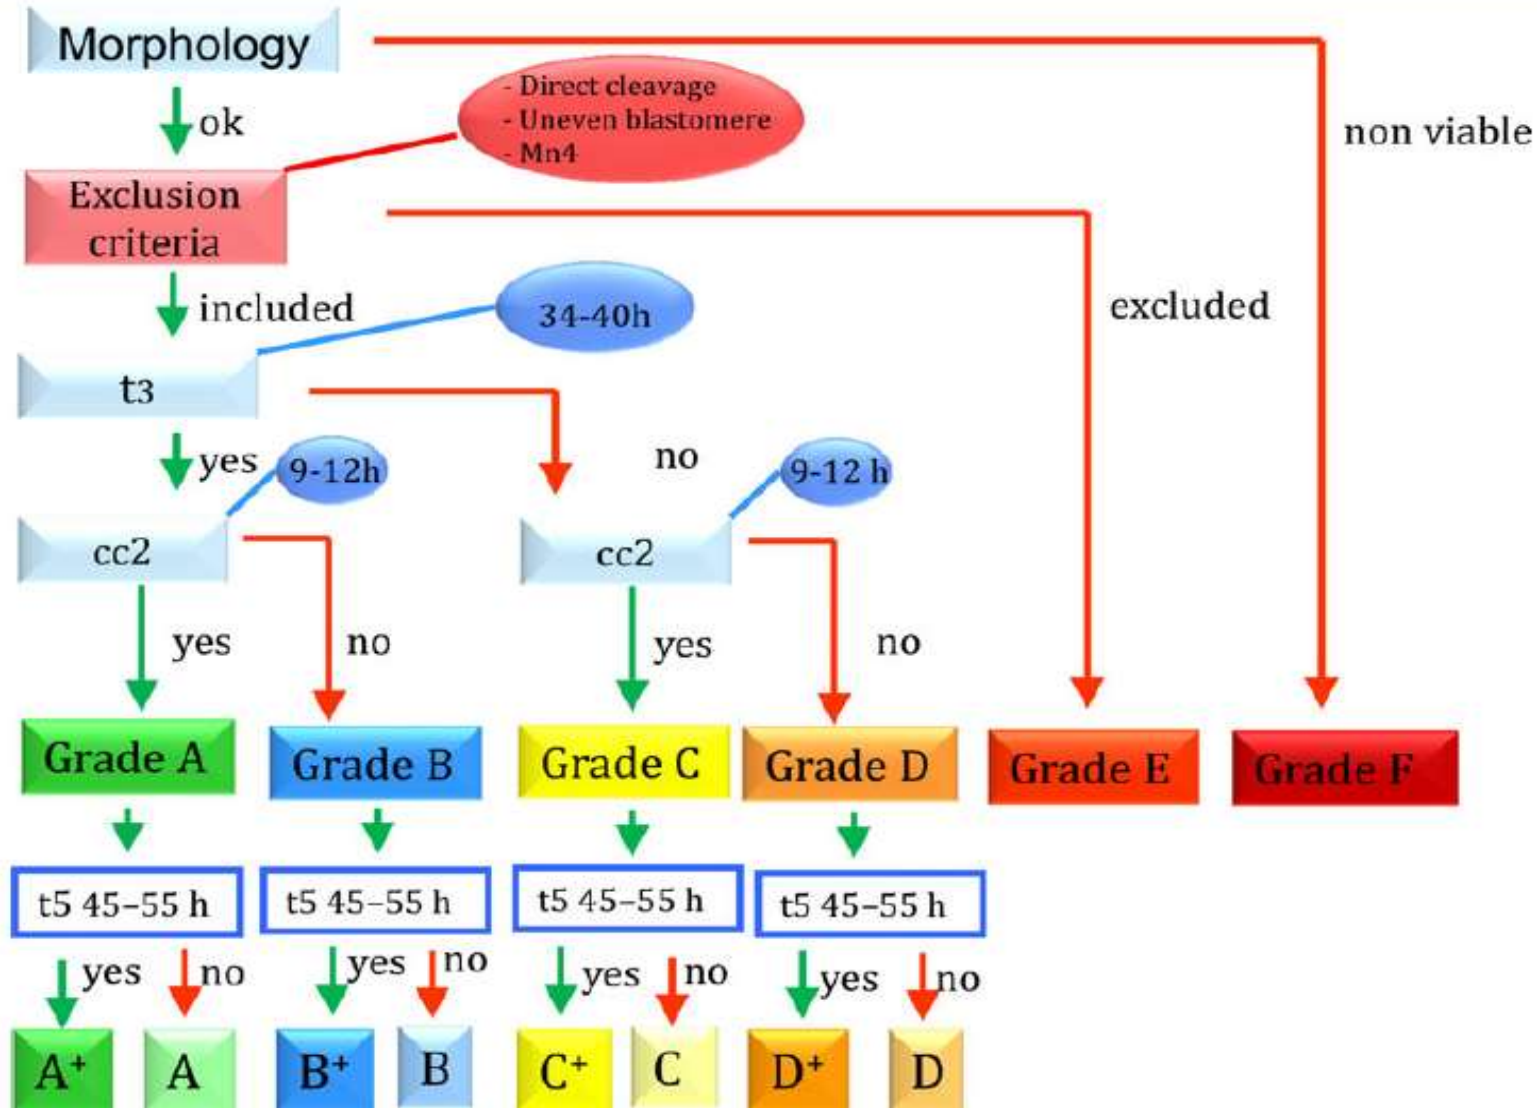 Morphology
ok
- Direct cleavage
- Uneven blastomere
- Mn4
non viable
Exclusion
criteria
included
34-40h
excluded
t3
yes
9-12h
no
9-12 h
cc2
cc2
yes
no
yes
no
Grade A
Grade B
Grade C
Grade D
Grade E
Grade F
t5 45–55 h
t5 45–55 h
t5 45–55 h
t5 45–55 h
yes
no
yes
no
yes
no
yes
no
A⁺
A
B⁺
B
C⁺
C
D⁺
D